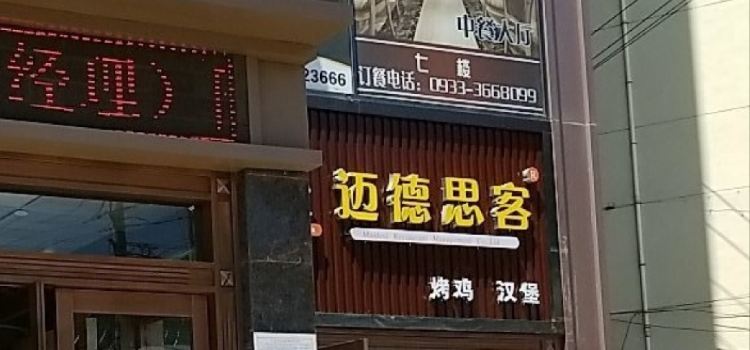 中餐大厅
七楼
23666
订餐电话：0933-3668099
经理）
迈德思客®
烤鸡 汉堡